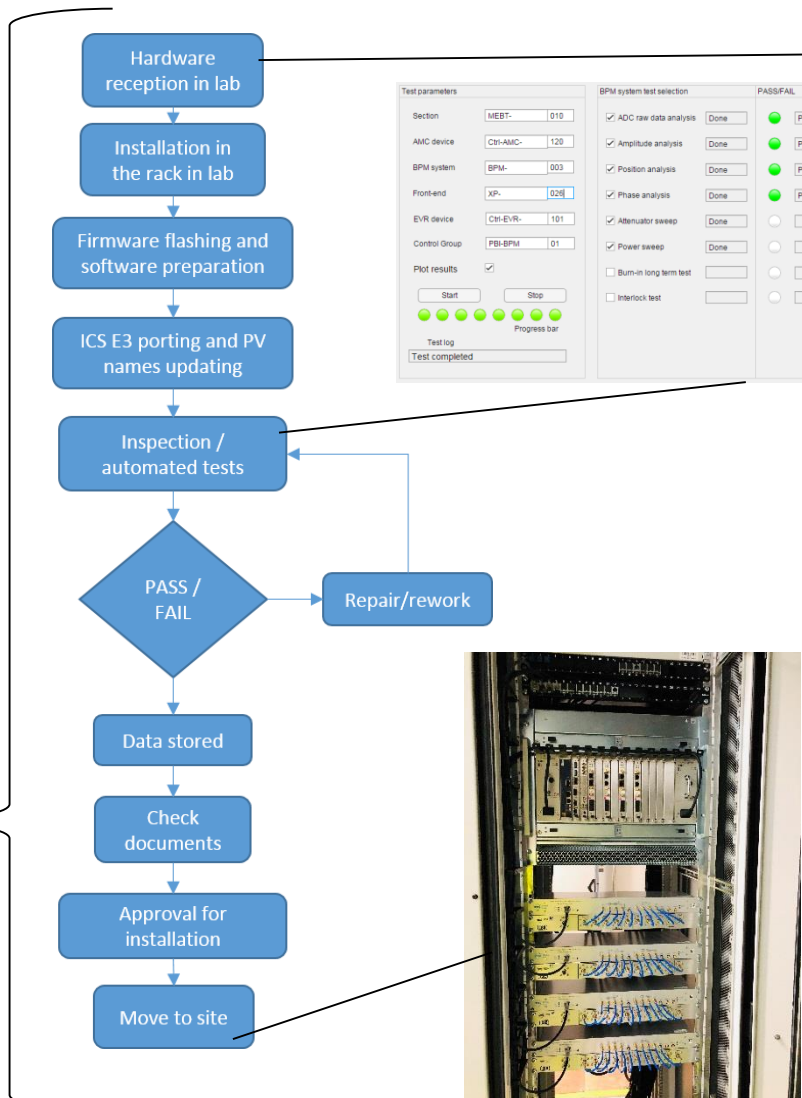 Hardware
reception in lab
Installation in
the rack in lab
Firmware flashing and
software preparation
ICS E3 porting and PV
names updating
Inspection /
automated tests
PASS /
FAIL
Repair/rework
Data stored
Check
documents
Approval for
installation
Move to site
Test parameters
Section MEBT- 010
AMC device Ctrl-AMC- 120
BPM system BPM- 003
Front-end XP- 026
EVR device Ctrl-EVR- 101
Control Group PBI-BPM 01
Plot results
Start Stop
Progress bar
Test log
Test completed
BPM system test selection PASS/FAIL
ADC raw data analysis Done P
Amplitude analysis Done P
Position analysis Done P
Phase analysis Done P
Attenuator sweep Done
Power sweep Done
Burn-in long term test
Interlock test